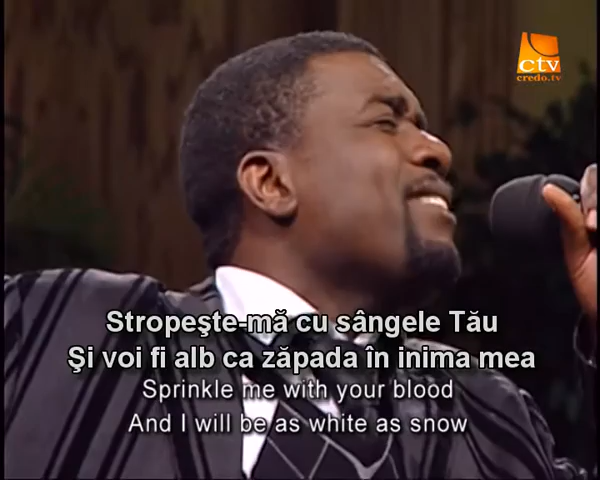 ctv
credo.tv
Stropeşte-mă cu sângele Tău
Şi voi fi alb ca zăpada în inima mea
Sprinkle me with your blood
And I will be as white as snow